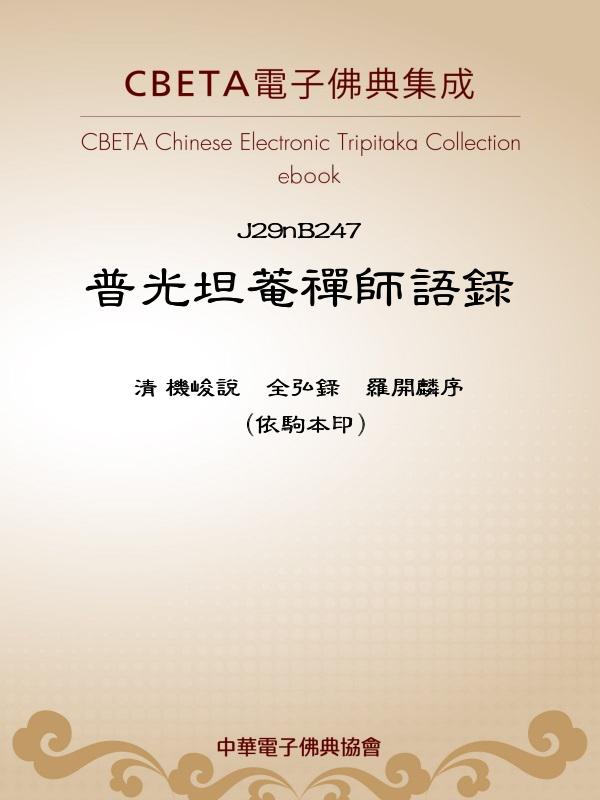 CBETA電子佛典集成
CBETA Chinese Electronic Tripitaka Collection
ebook
J29nB247
普光坦菴禪師語錄
清 機峻說 全弘錄 羅開麟序
(依駒本印)
中華電子佛典協會